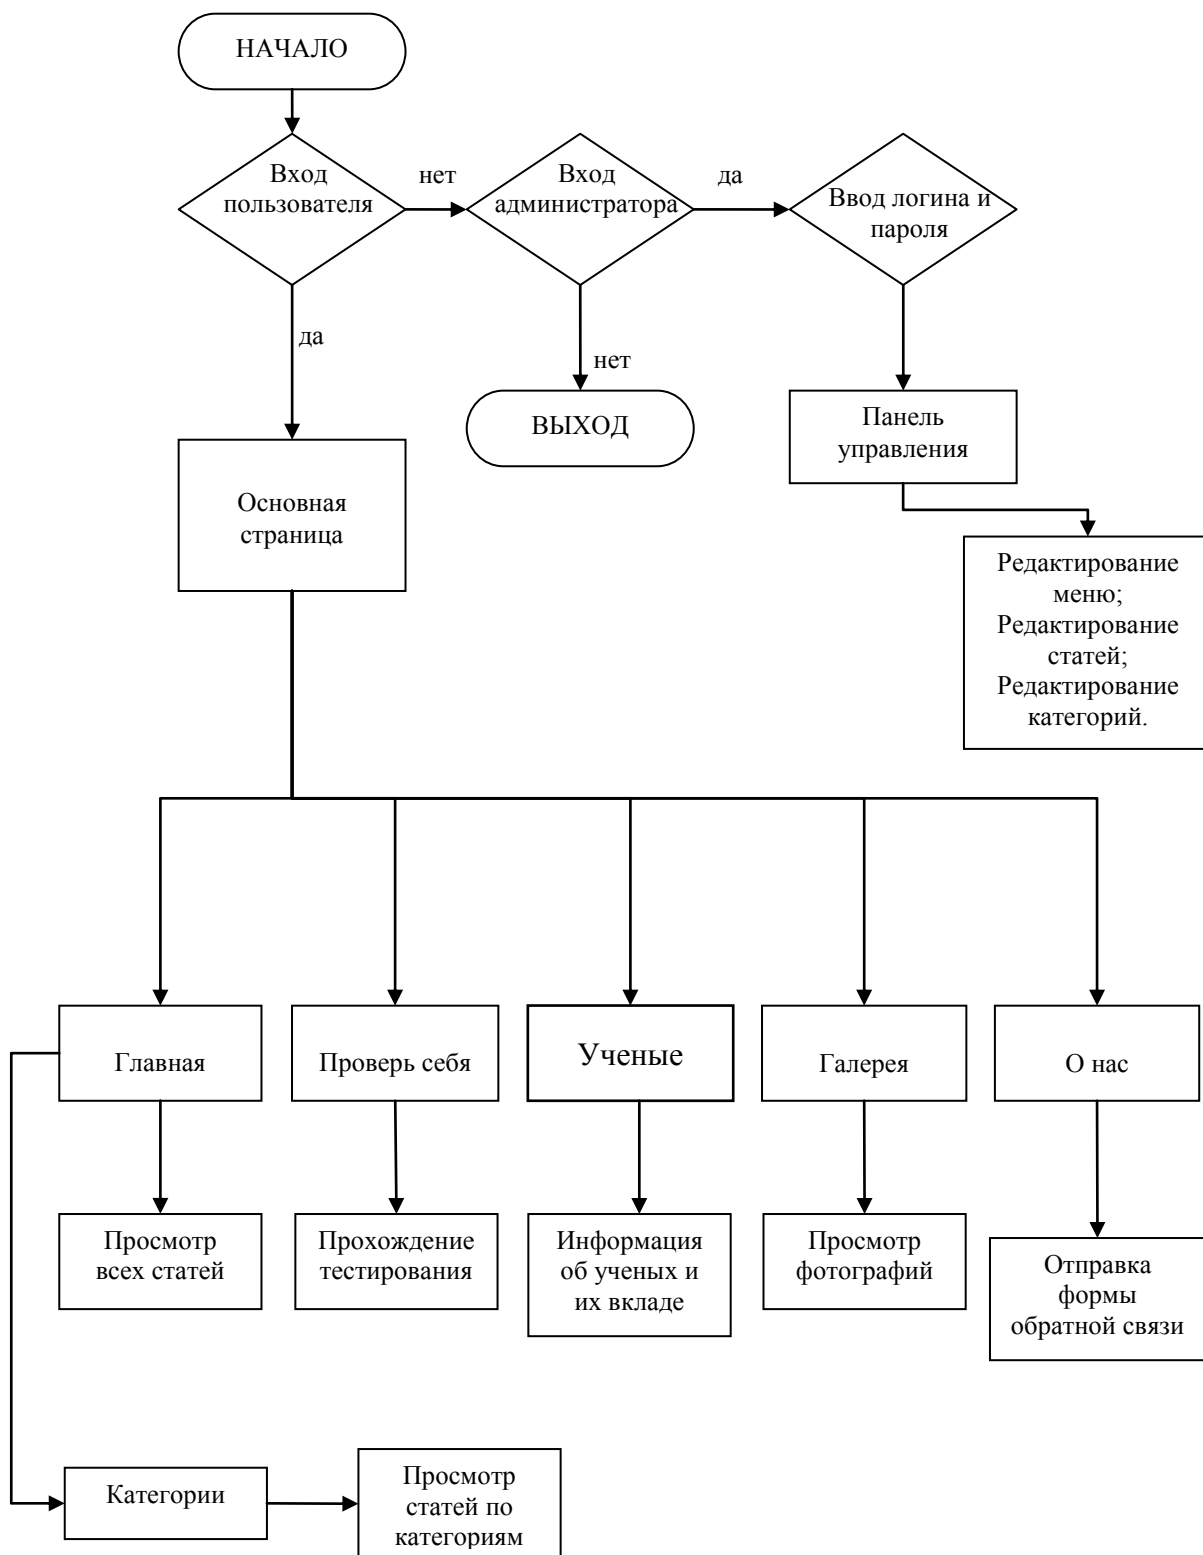 НАЧАЛО
Вход
пользователя
нет
Вход
администратора
да
Ввод логина и
пароля
да
нет
ВЫХОД
Панель
управления
Основная
страница
Редактирование
меню;
Редактирование
статей;
Редактирование
категорий.
Главная
Проверь себя
Ученые
Галерея
О нас
Просмотр
всех статей
Прохождение
тестирования
Информация
об ученых и
их вкладе
Просмотр
фотографий
Отправка
формы
обратной связи
Категории
Просмотр
статей по
категориям